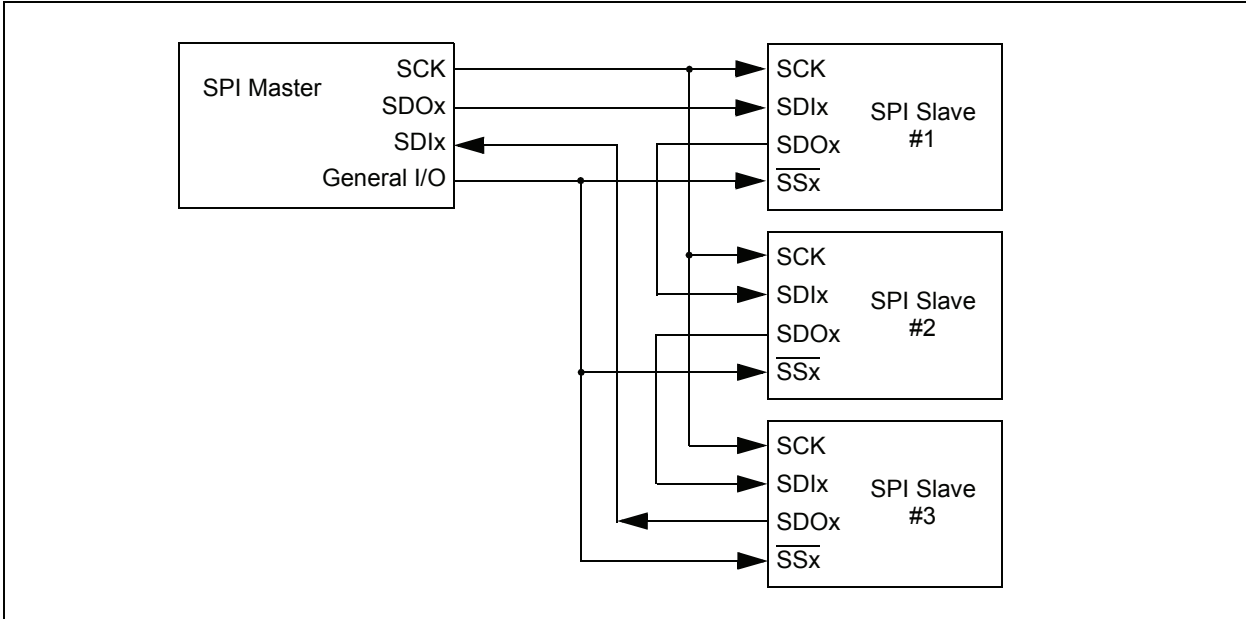 SPI Master
SCK
SDOx
SDIx
General I/O
SCK
SDIx
SDOx
SSx
SPI Slave
#1
SCK
SDIx
SDOx
SSx
SPI Slave
#2
SCK
SDIx
SDOx
SSx
SPI Slave
#3